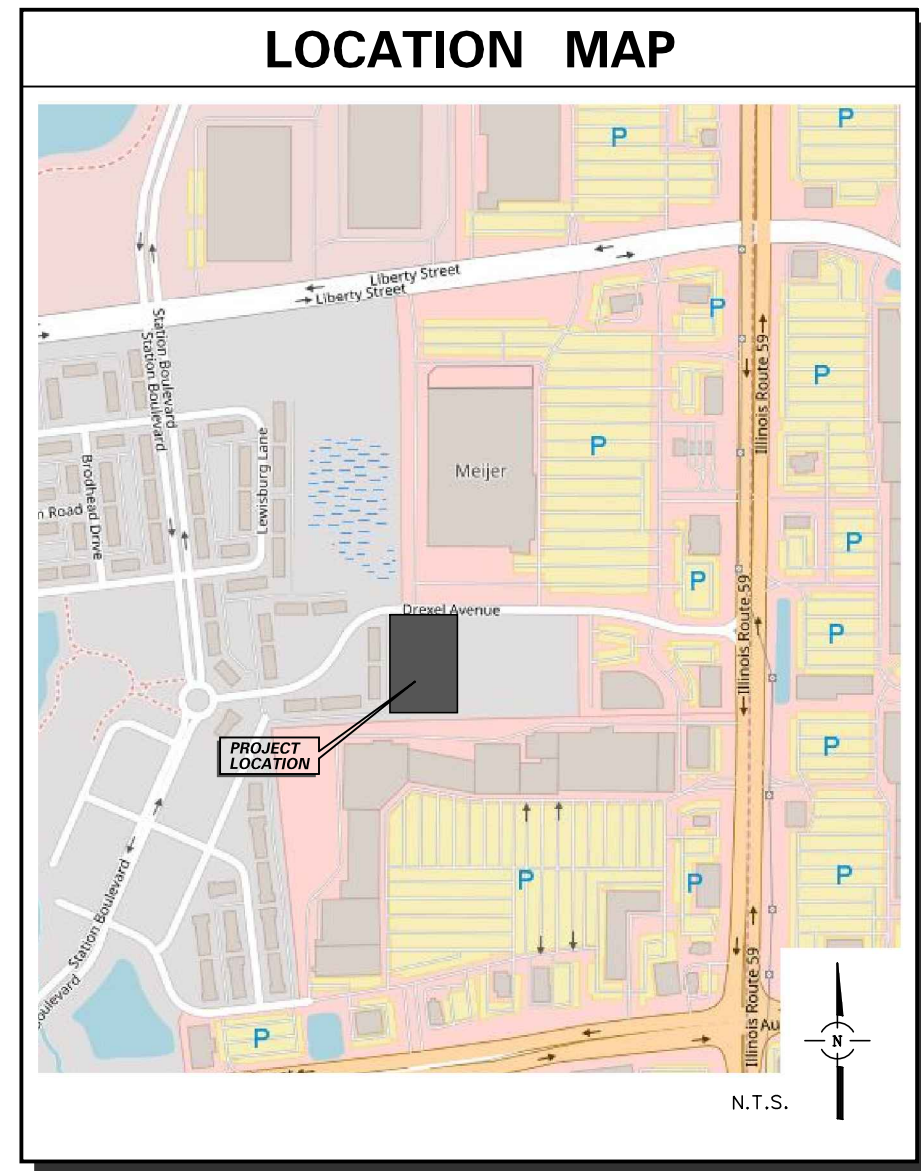 LOCATION MAP
P
P
Liberty Street
Liberty Street
P
Station Boulevard
Station Boulevard
Illinois Route 59
P
Lewisburg Lane
P
Meijer
Brodhead Drive
n Road
P
P
Illinois Route 59
Drexel Avenue
P
PROJECT
LOCATION
P
P
P
P
Station Boulevard
oulevard
Illinois Route 59
Au
P
N
N.T.S.